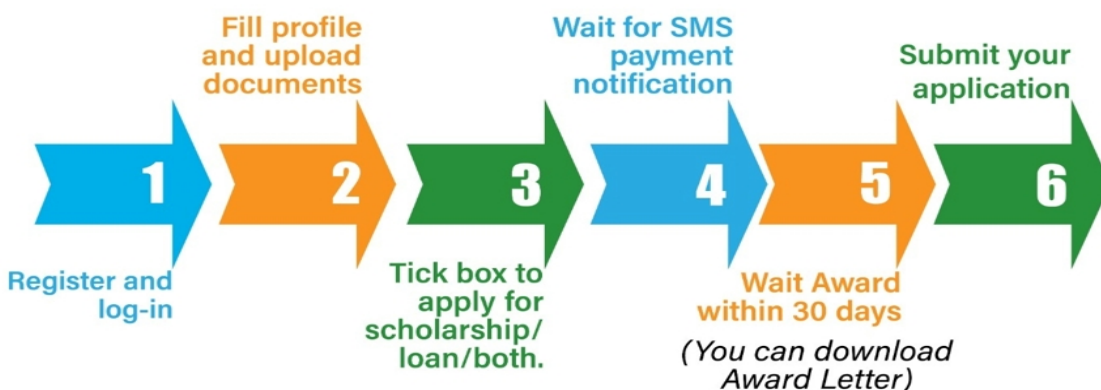 1
Register and
log-in
Fill profile
and upload
documents
2
3
Tick box to
apply for
scholarship/
loan/both.
Wait for SMS
payment
notification
4
5
Wait Award
within 30 days
(You can download
Award Letter)
Submit your
application
6